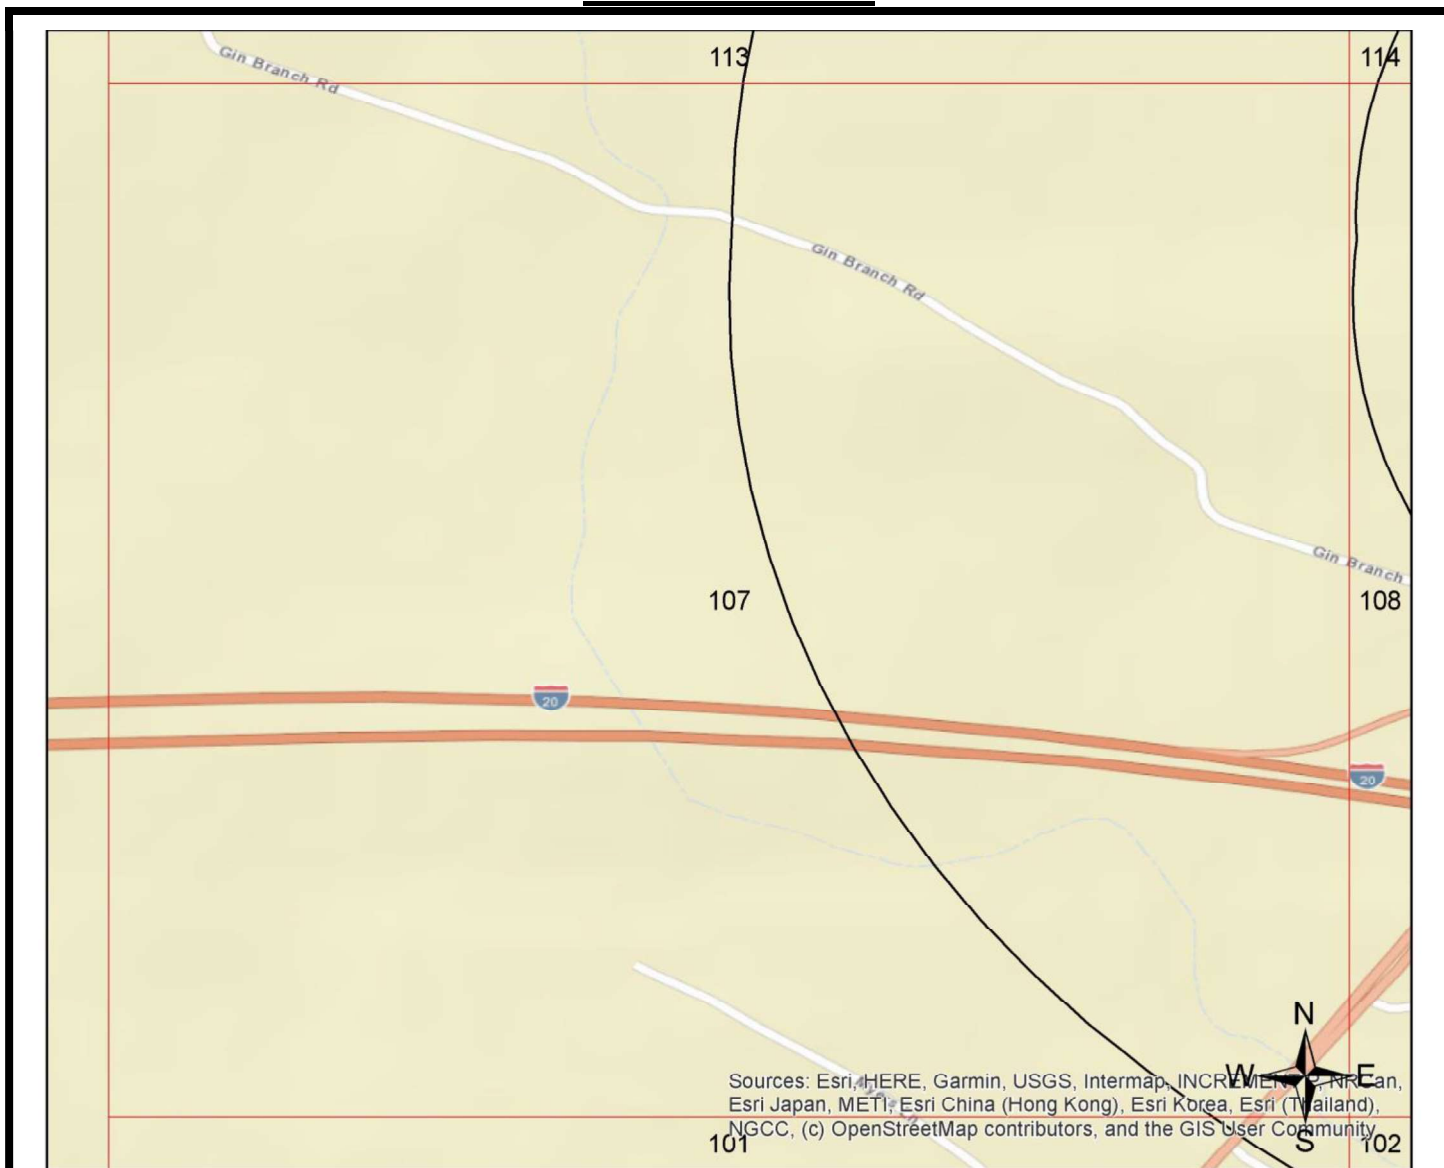 113
114
Gin Branch Rd
Gin Branch Rd
Gin Branch
107
108
20
20
N
W
E
S
Sources: Esri, HERE, Garmin, USGS, Intermap,
Esri Japan, METI, Esri China (Hong Kong), Esri Korea, Esri (Thailand),
NGCC, (c) OpenStreetMap contributors, and the GIS User Community
101
102